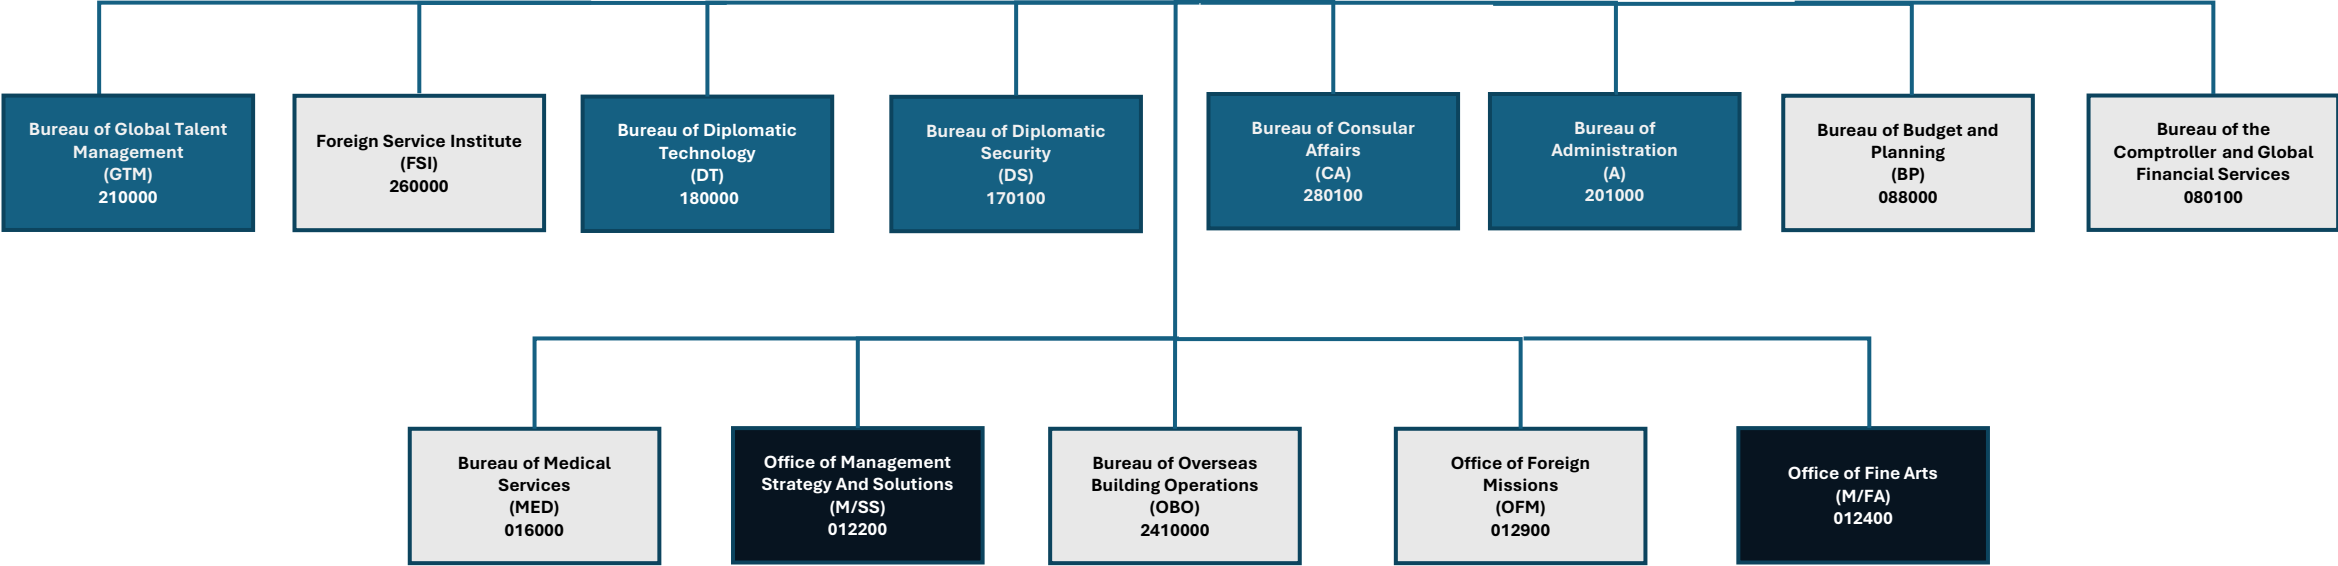 Bureau of Global Talent
Management
(GTM)
210000
Foreign Service Institute
(FSI)
260000
Bureau of Diplomatic
Technology
(DT)
180000
Bureau of Diplomatic
Security
(DS)
170100
Bureau of Consular
Affairs
(CA)
280100
Bureau of
Administration
(A)
201000
Bureau of Budget and
Planning
(BP)
088000
Bureau of the
Comptroller and Global
Financial Services
080100
Bureau of Medical
Services
(MED)
016000
Office of Management
Strategy And Solutions
(M/SS)
012200
Bureau of Overseas
Building Operations
(OBO)
2410000
Office of Foreign
Missions
(OFM)
012900
Office of Fine Arts
(M/FA)
012400